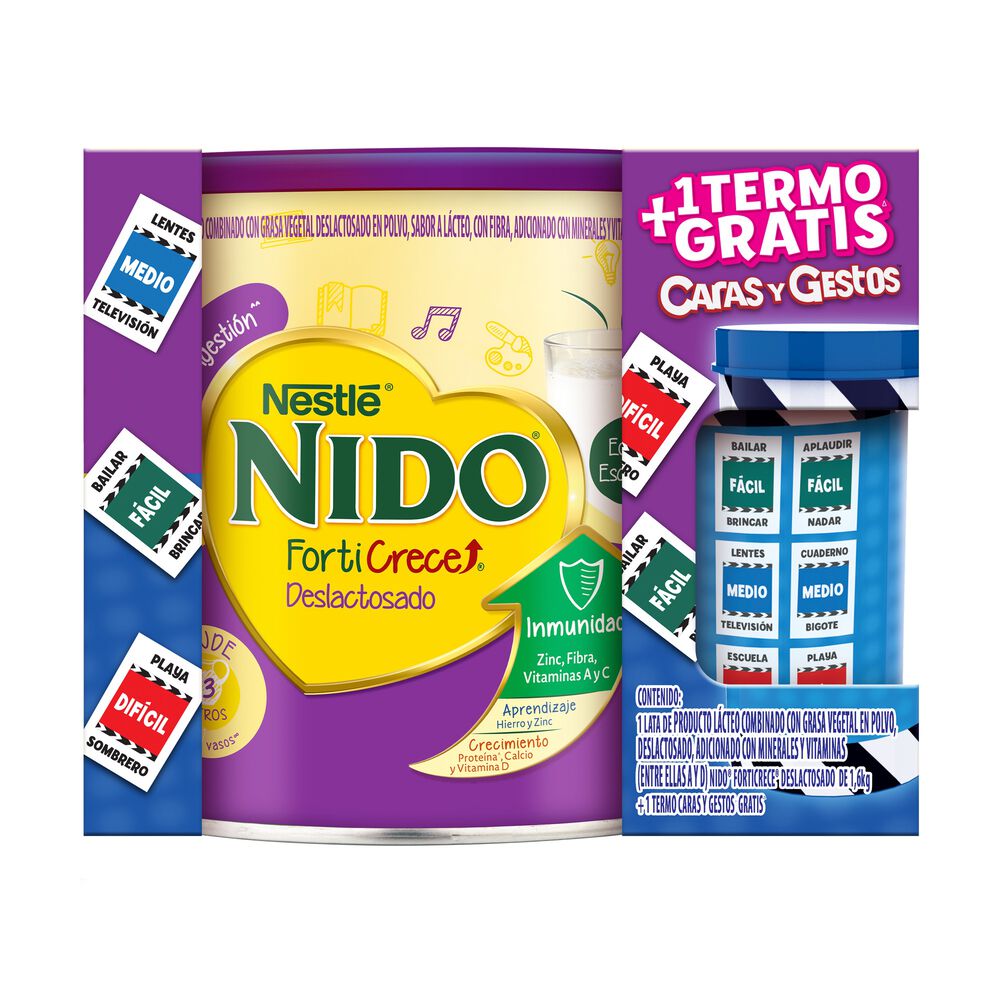 +1 TERMO
GRATIS
CARAS Y GESTOS
LENTES
MEDIO
TELEVISIÓN
BAILAR
FÁCIL
BRINCAR
PLAYA
DIFÍCIL
SOMBRERO
COMBINADO CON GRASA VEGETAL DESLACTOSADO EN POLVO, SABOR A LÁCTEO, CON FIBRA, ADICIONADO CON MINERALES Y
Nestlé®
NIDO®
FortiCrece®
Deslactosado
Inmunidad
Zinc, Fibra,
Vitaminas A y C
Aprendizaje
Hierro y Zinc
Crecimiento
Proteína, Calcio
y Vitamina D
3
vasos
PLAYA
BAILAR
FÁCIL
BAILAR
FÁCIL
BRINCAR
APLAUDIR
FÁCIL
NADAR
LENTES
MEDIO
TELEVISIÓN
CUADERNO
MEDIO
BIGOTE
ESCUELA
PLAYA
CONTENIDO:
1 LATA DE PRODUCTO LÁCTEO COMBINADO CON GRASA VEGETAL EN POLVO,
DESLACTOSADO, ADICIONADO CON MINERALES Y VITAMINAS
(ENTRE ELLAS A Y D) NIDO® FORTICRECE® DESLACTOSADO DE 1,6kg
+ 1 TERMO CARAS Y GESTOS GRATIS